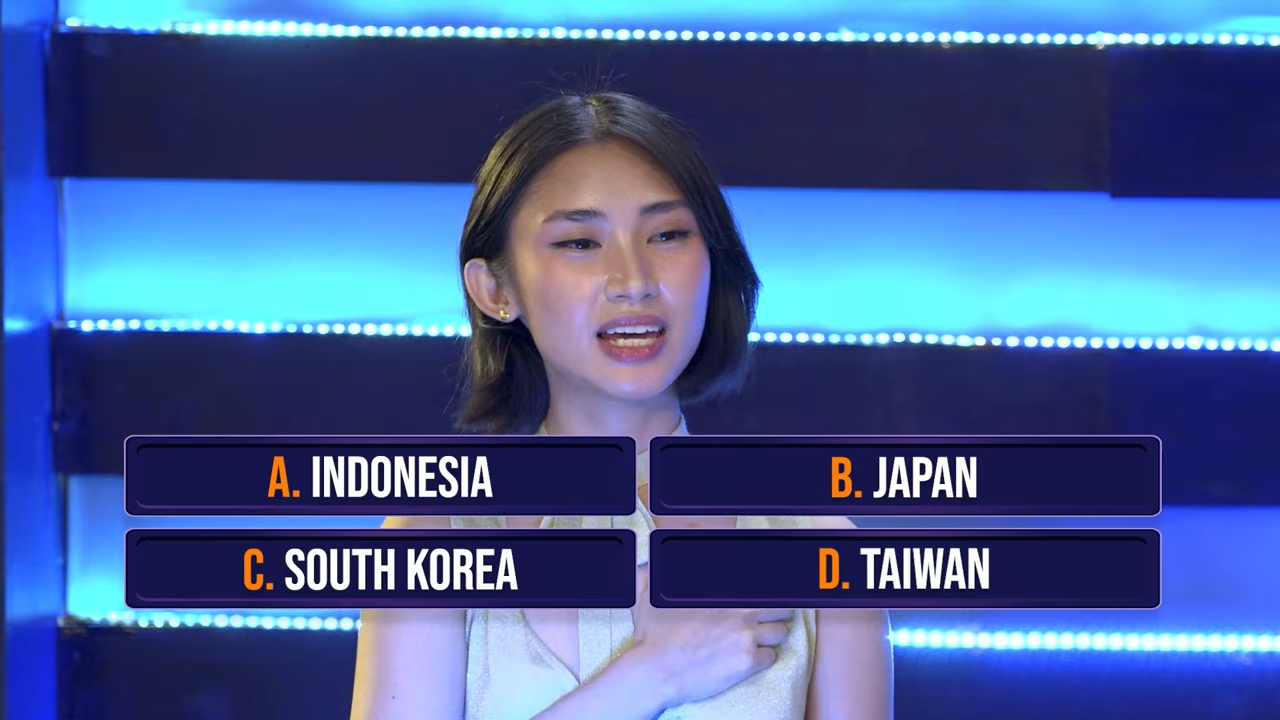 A. INDONESIA
B. JAPAN
C. SOUTH KOREA
D. TAIWAN